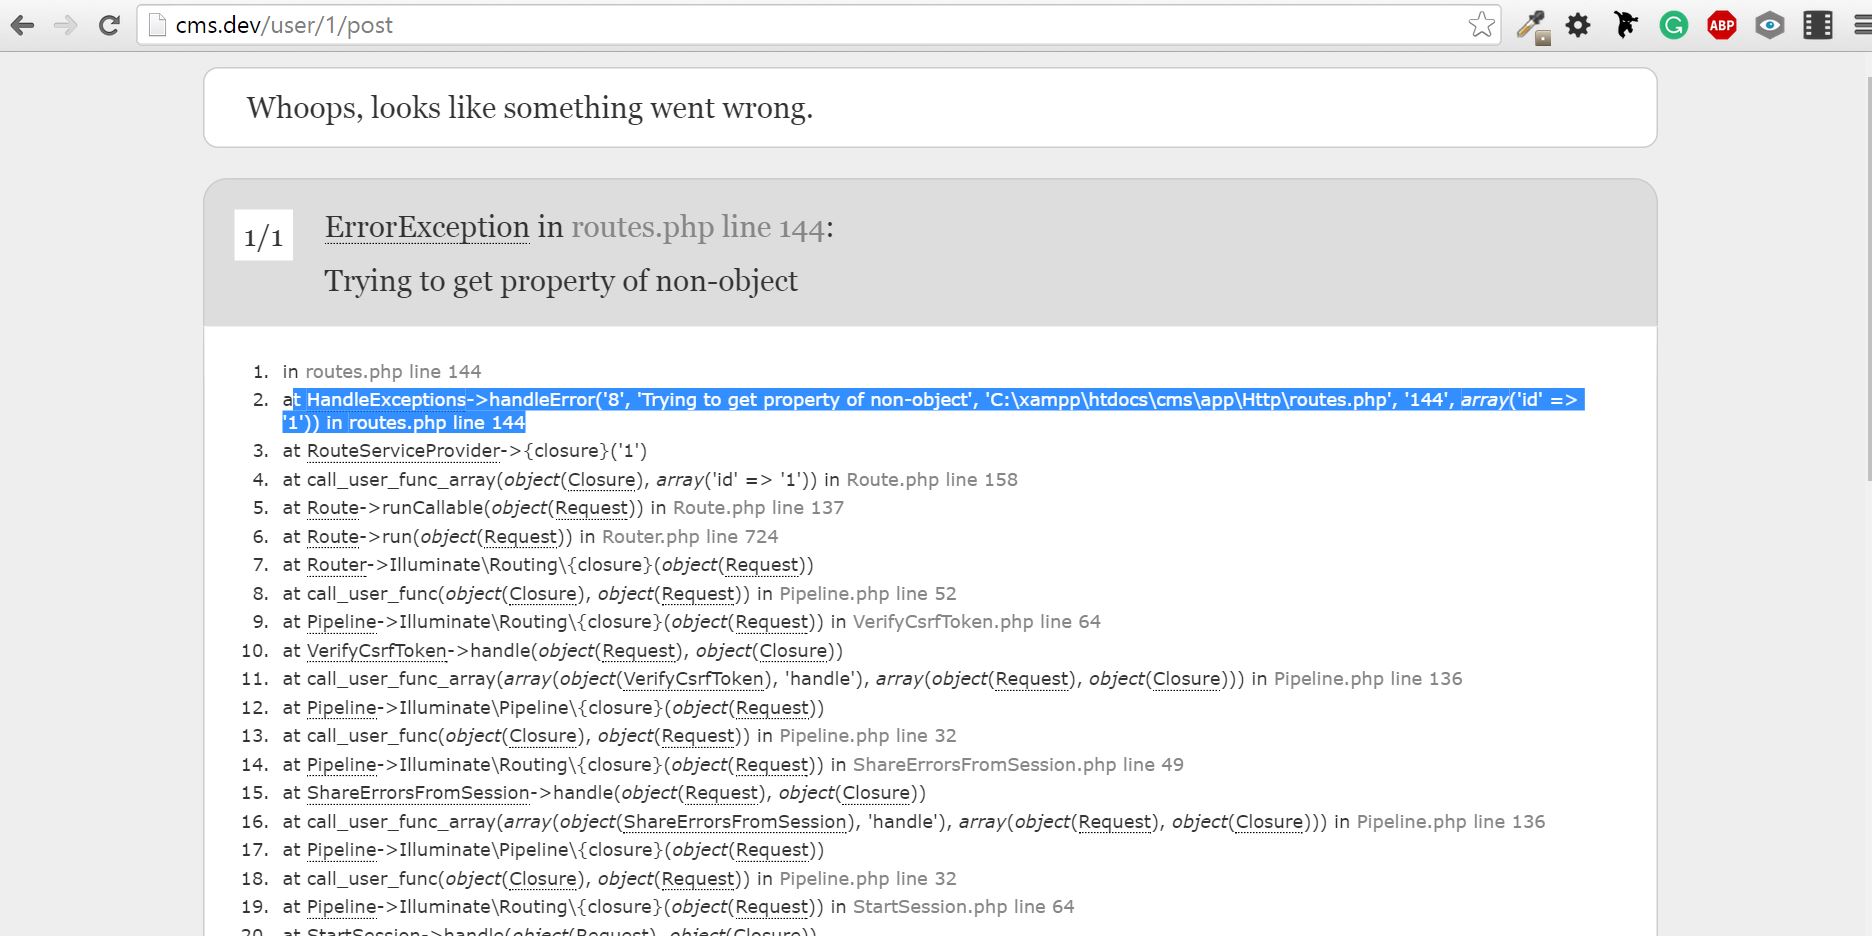 cms.dev/user/1/post
ABP
Whoops, looks like something went wrong.
1/1
ErrorException in routes.php line 144:
Trying to get property of non-object
1. in routes.php line 144
2. at HandleExceptions->handleError('8', 'Trying to get property of non-object', 'C:\xampp\htdocs\cms\app\Http\routes.php', '144', array('id' =>
'1')) in routes.php line 144
3. at RouteServiceProvider->{closure}('1')
4. at call_user_func_array(object(Closure), array('id' => '1')) in Route.php line 158
5. at Route->runCallable(object(Request)) in Route.php line 137
6. at Route->run(object(Request)) in Router.php line 724
7. at Router->Illuminate\Routing\{closure}(object(Request))
8. at call_user_func(object(Closure), object(Request)) in Pipeline.php line 52
9. at Pipeline->Illuminate\Routing\{closure}(object(Request)) in VerifyCsrfToken.php line 64
10. at VerifyCsrfToken->handle(object(Request), object(Closure))
11. at call_user_func_array(array(object(VerifyCsrfToken), 'handle'), array(object(Request), object(Closure))) in Pipeline.php line 136
12. at Pipeline->Illuminate\Pipeline\{closure}(object(Request))
13. at call_user_func(object(Closure), object(Request)) in Pipeline.php line 32
14. at Pipeline->Illuminate\Routing\{closure}(object(Request)) in ShareErrorsFromSession.php line 49
15. at ShareErrorsFromSession->handle(object(Request), object(Closure))
16. at call_user_func_array(array(object(ShareErrorsFromSession), 'handle'), array(object(Request), object(Closure))) in Pipeline.php line 136
17. at Pipeline->Illuminate\Pipeline\{closure}(object(Request))
18. at call_user_func(object(Closure), object(Request)) in Pipeline.php line 32
19. at Pipeline->Illuminate\Routing\{closure}(object(Request)) in StartSession.php line 64
20. at StartSession->handle(object(Request), object(Closure))